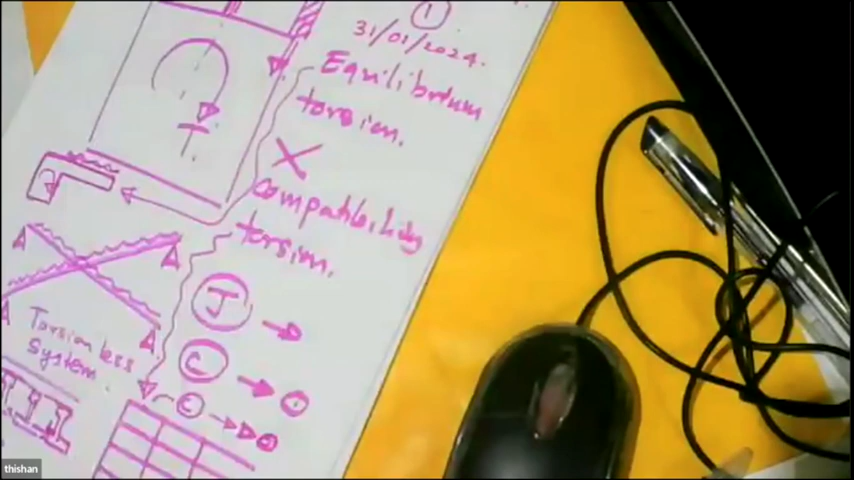 1
31/01/2024.
Equilibrium
torsion.
T
Compatibility
torsion.
J
C
Torsion less
system.
thishan